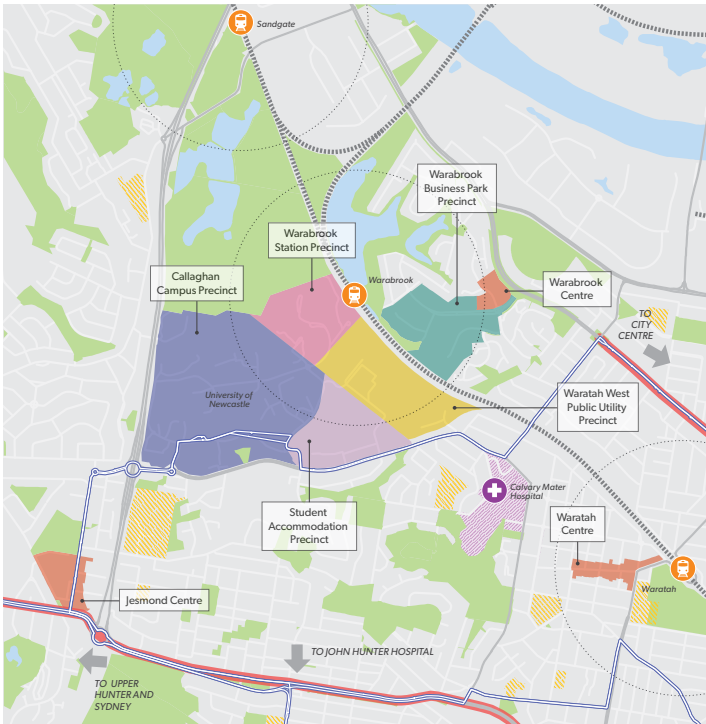 Sandgate
Warabrook
Business Park
Precinct
Warabrook
Station Precinct
Callaghan
Campus Precinct
Warabrook
Warabrook
Centre
TO
CITY
CENTRE
University of
Newcastle
Waratah West
Public Utility
Precinct
Calvary Mater
Hospital
Student
Accommodation
Precinct
Waratah
Centre
Waratah
Jesmond Centre
TO JOHN HUNTER HOSPITAL
TO UPPER
HUNTER AND
SYDNEY